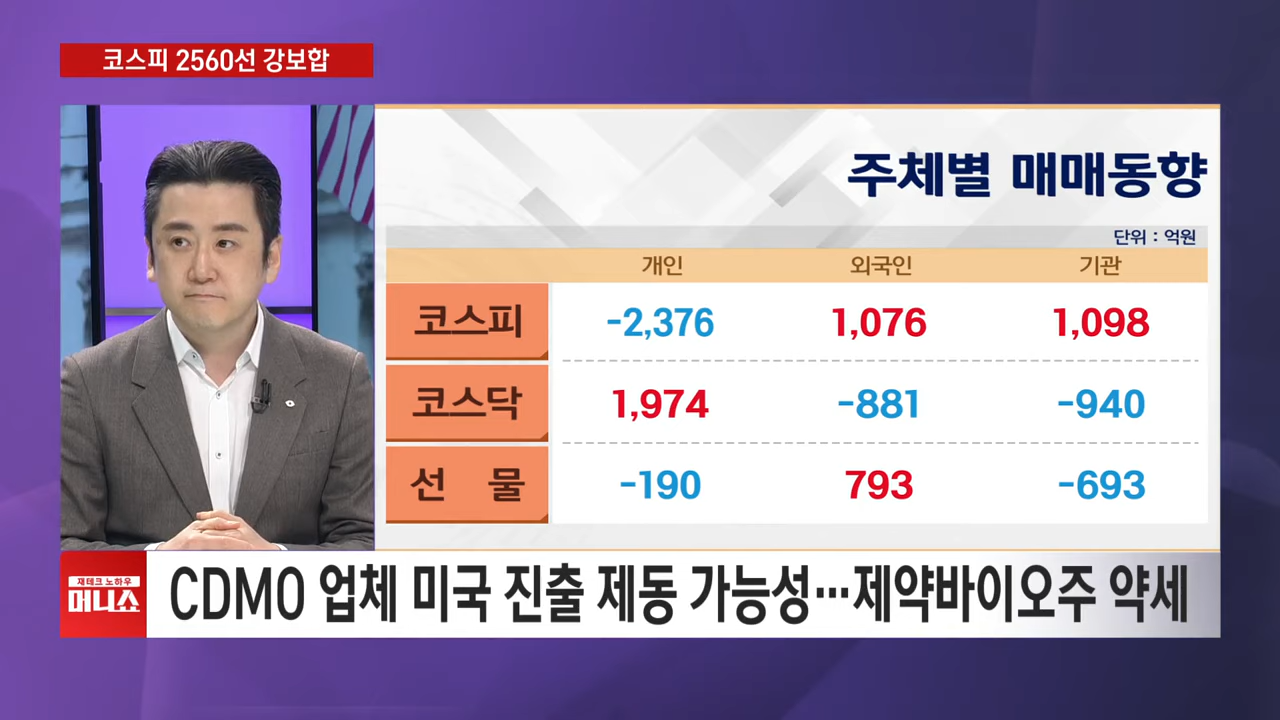 코스피 2560선 강보합
주체별 매매동향
단위 : 억원
개인 외국인 기관
코스피 -2,376 1,076 1,098
코스닥 1,974 -881 -940
선 물 -190 793 -693
재테크 노하우
머니쇼
CDMO 업체 미국 진출 제동 가능성…제약바이오주 약세